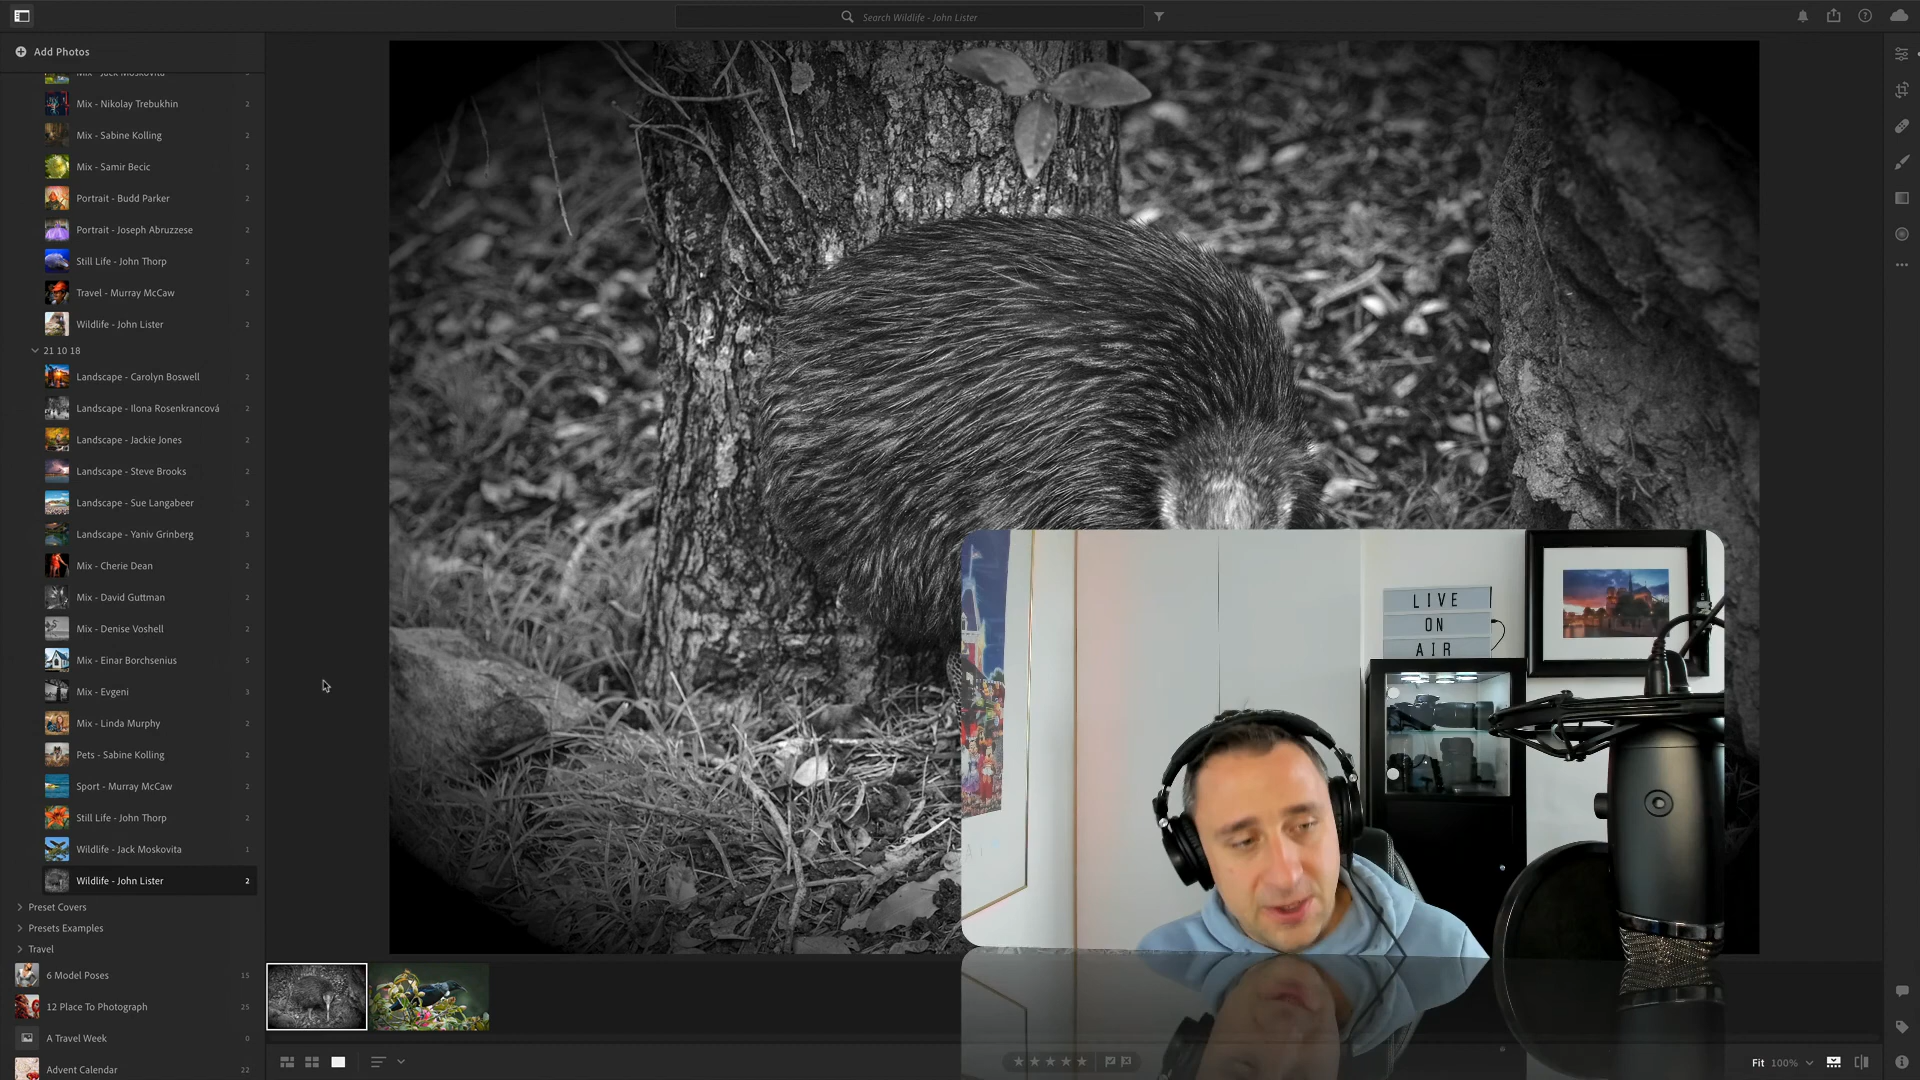 Search Wildlife - John Lister
Add Photos
Mix - Jack Moskovita
Mix - Nikolay Trebukhin 2
Mix - Sabine Kolling 2
Mix - Samir Becic 2
Portrait - Budd Parker 2
Portrait - Joseph Abruzzese 2
Still Life - John Thorp 2
Travel - Murray McCaw 2
Wildlife - John Lister 2
21 10 18
Landscape - Carolyn Boswell 2
Landscape - Ilona Rosenkrancová 2
Landscape - Jackie Jones 2
Landscape - Steve Brooks 2
Landscape - Sue Langabeer 2
Landscape - Yaniv Grinberg 3
Mix - Cherie Dean 2
Mix - David Guttman 2
Mix - Denise Voshell 2
Mix - Einar Borchsenius 5
Mix - Evgeni 3
Mix - Linda Murphy 2
Pets - Sabine Kolling 2
Sport - Murray McCaw 2
Still Life - John Thorp 2
Wildlife - Jack Moskovita 1
Wildlife - John Lister 2
Preset Covers
Presets Examples
Travel
6 Model Poses 15
12 Place To Photograph 25
A Travel Week 0
Advent Calendar 22
LIVE
ON
AIR
Fit 100%